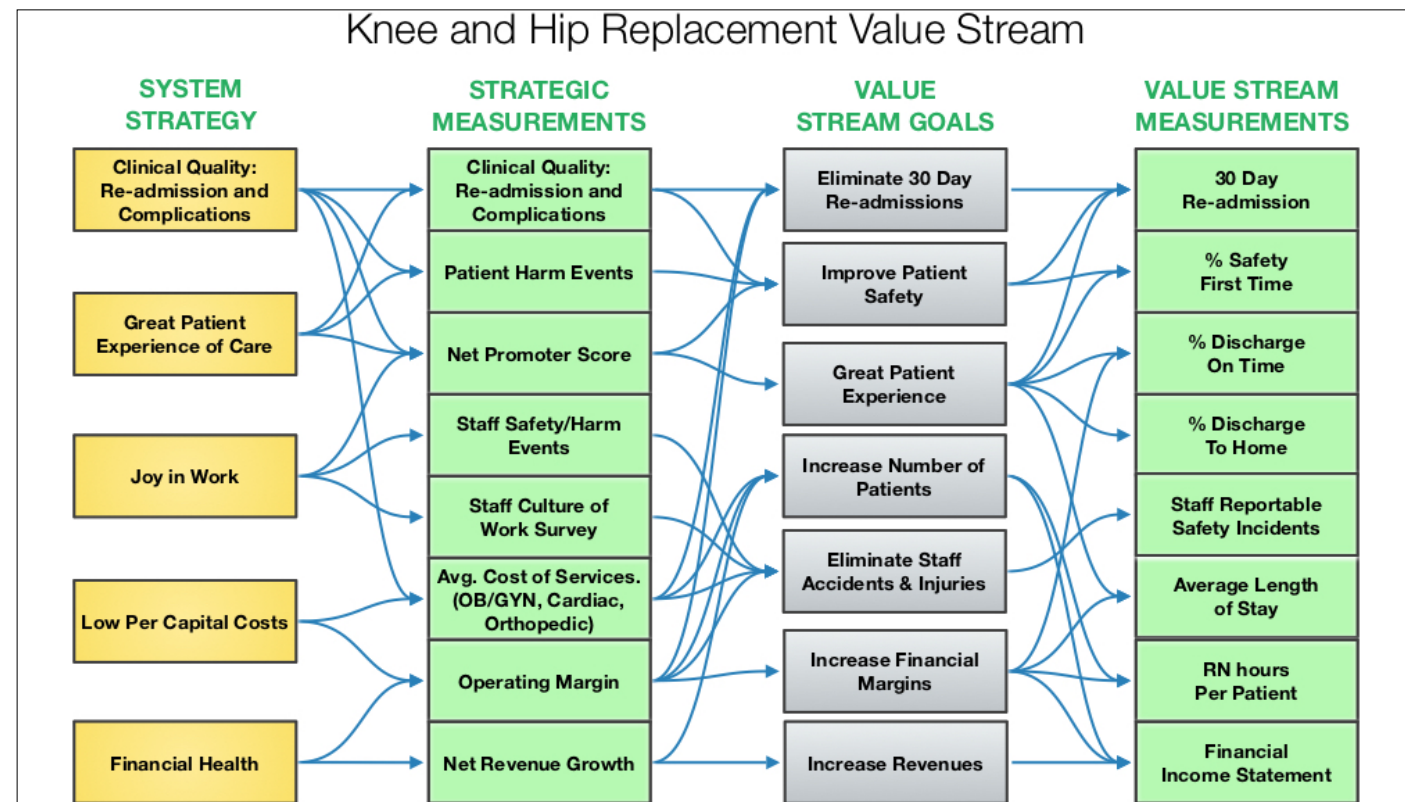 Knee and Hip Replacement Value Stream
SYSTEM
STRATEGY
Clinical Quality:
Re-admission and
Complications
Great Patient
Experience of Care
Joy in Work
Low Per Capital Costs
Financial Health
STRATEGIC
MEASUREMENTS
Clinical Quality:
Re-admission and
Complications
Patient Harm Events
Net Promoter Score
Staff Safety/Harm
Events
Staff Culture of
Work Survey
Avg. Cost of Services.
(OB/GYN, Cardiac,
Orthopedic)
Operating Margin
Net Revenue Growth
VALUE
STREAM GOALS
Eliminate 30 Day
Re-admissions
Improve Patient
Safety
Great Patient
Experience
Increase Number of
Patients
Eliminate Staff
Accidents & Injuries
Increase Financial
Margins
Increase Revenues
VALUE STREAM
MEASUREMENTS
30 Day
Re-admission
% Safety
First Time
% Discharge
On Time
% Discharge
To Home
Staff Reportable
Safety Incidents
Average Length
of Stay
RN hours
Per Patient
Financial
Income Statement